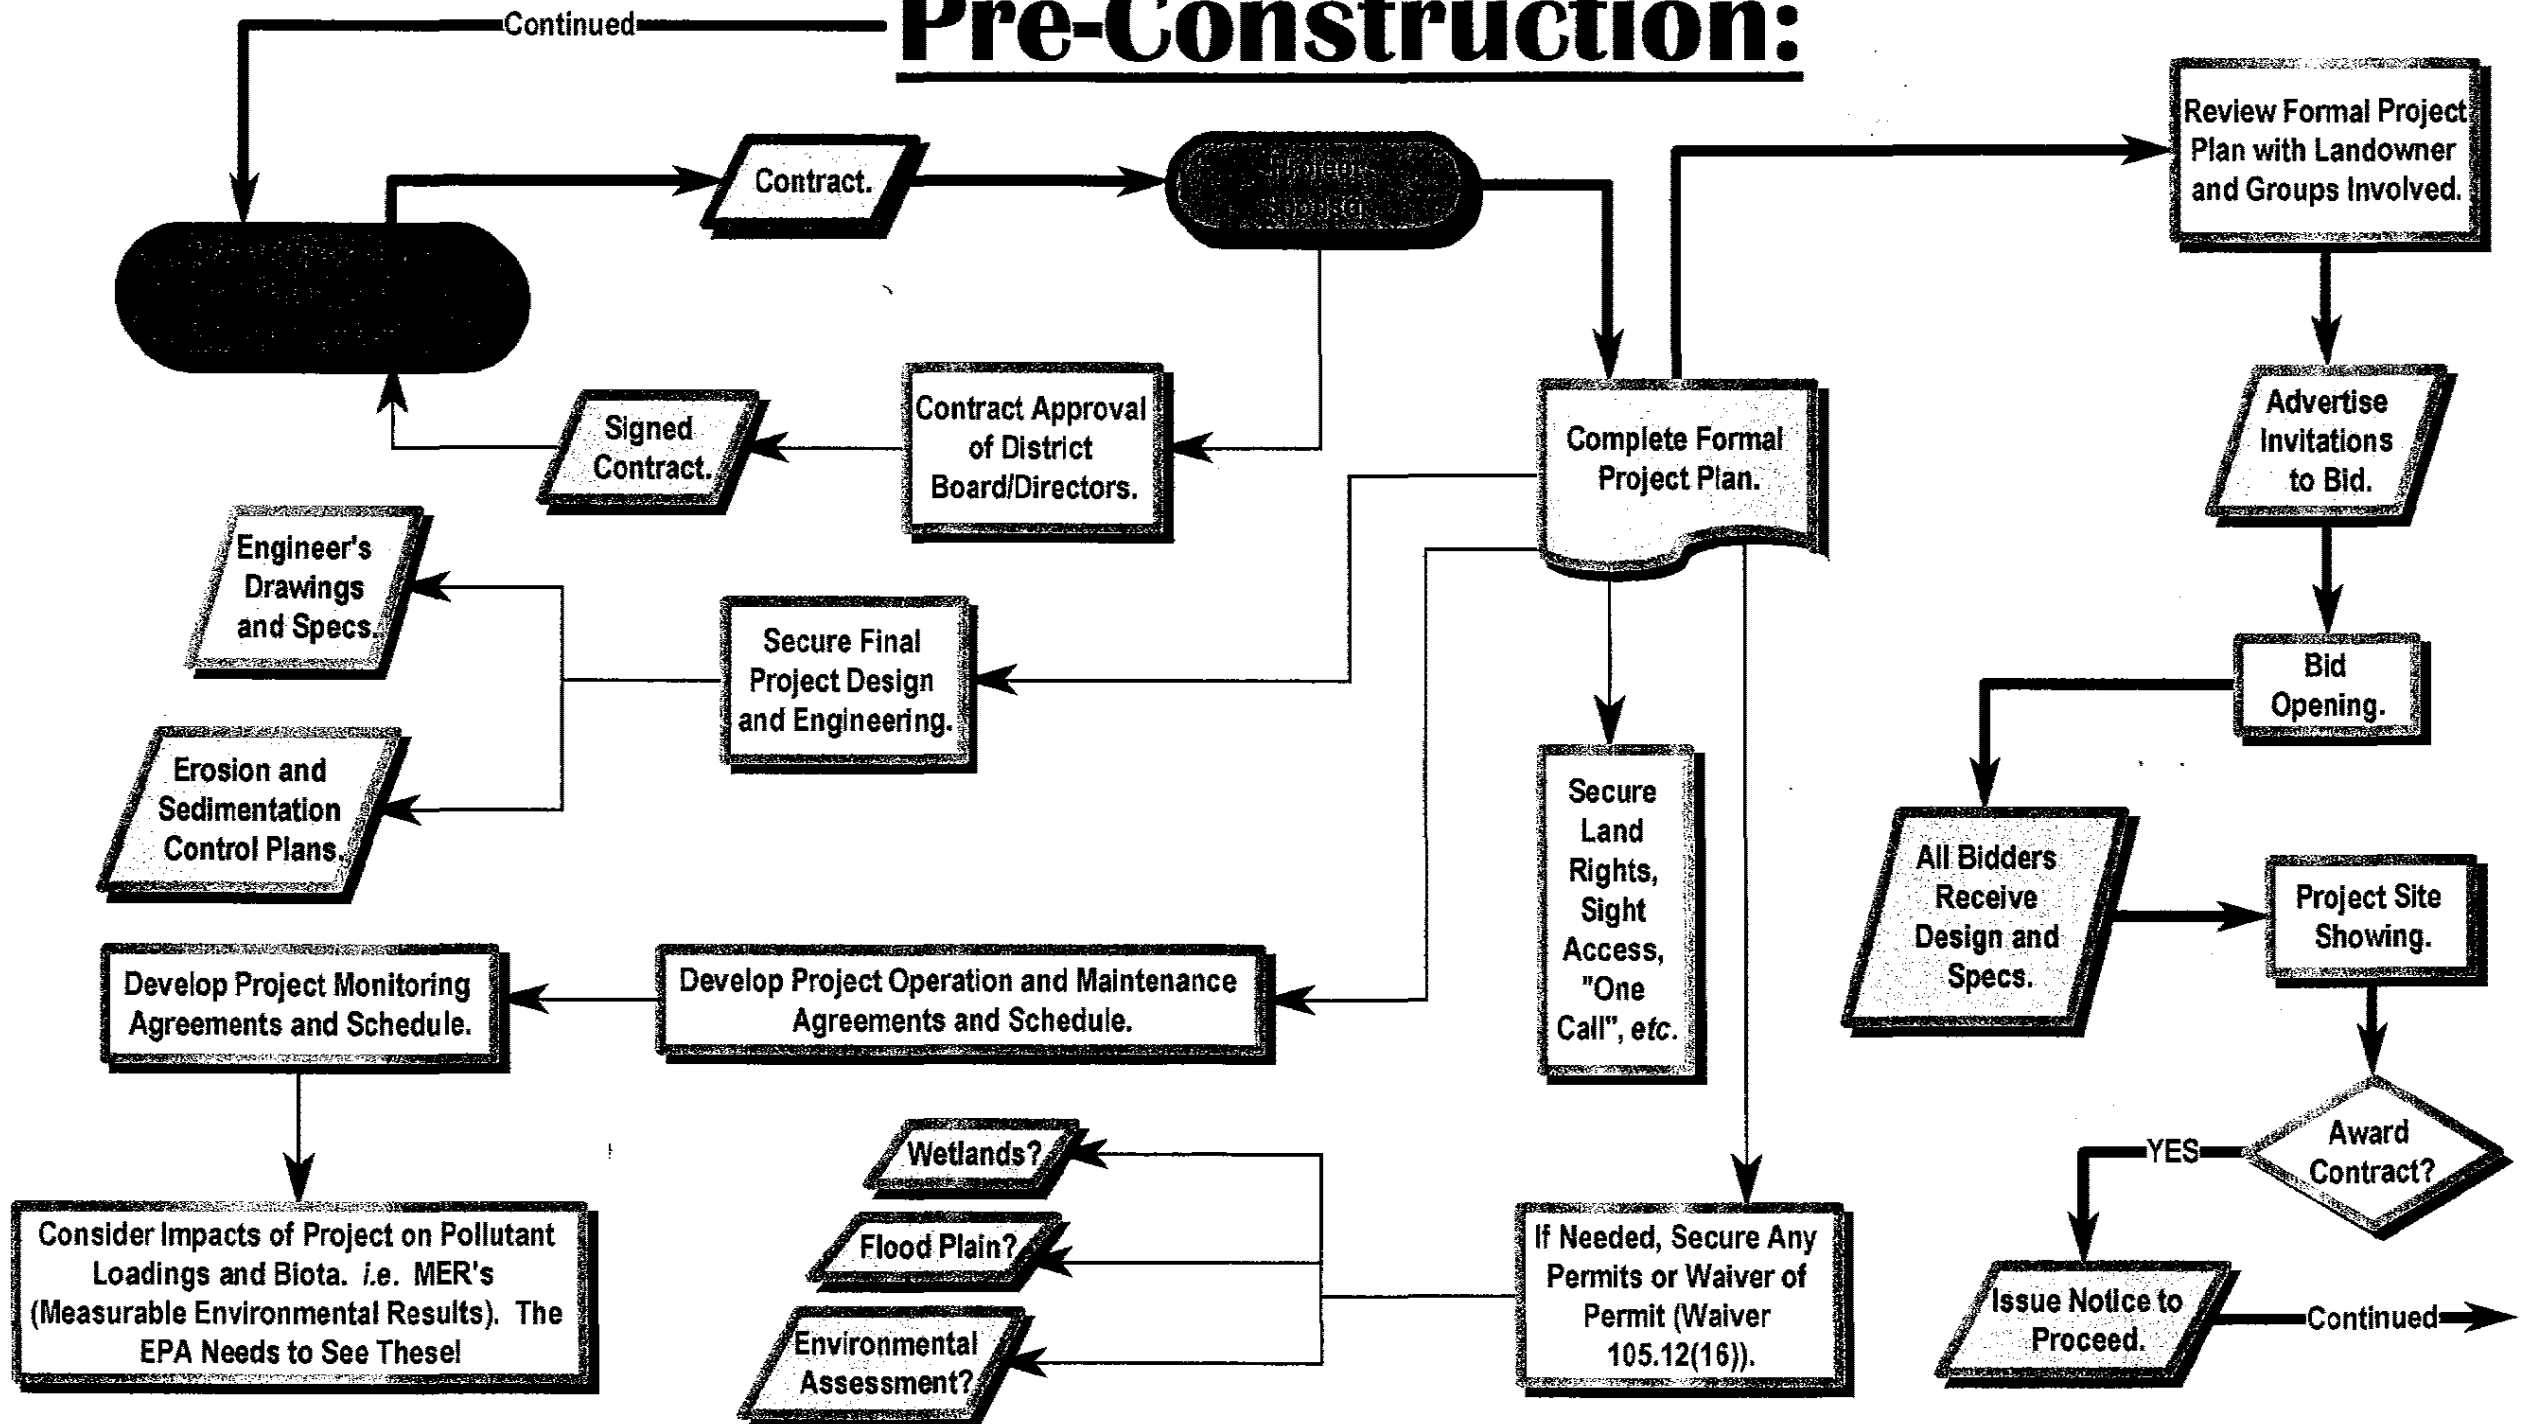 Pre-Construction:
Continued
Contract.
Project
Sponsor
Review Formal Project
Plan with Landowner
and Groups Involved.
Contract Approval
of District
Board/Directors.
Signed
Contract.
Complete Formal
Project Plan.
Advertise
Invitations
to Bid.
Engineer's
Drawings
and Specs.
Secure Final
Project Design
and Engineering.
Bid
Opening.
Erosion and
Sedimentation
Control Plans.
Secure
Land
Rights,
Sight
Access,
"One
Call", etc.
All Bidders
Receive
Design and
Specs.
Project Site
Showing.
Develop Project Monitoring
Agreements and Schedule.
Develop Project Operation and Maintenance
Agreements and Schedule.
Award
Contract?
YES
Wetlands?
Flood Plain?
Environmental
Assessment?
Consider Impacts of Project on Pollutant
Loadings and Biota. i.e. MER's
(Measurable Environmental Results). The
EPA Needs to See These!
If Needed, Secure Any
Permits or Waiver of
Permit (Waiver
105.12(16)).
Issue Notice to
Proceed.
Continued